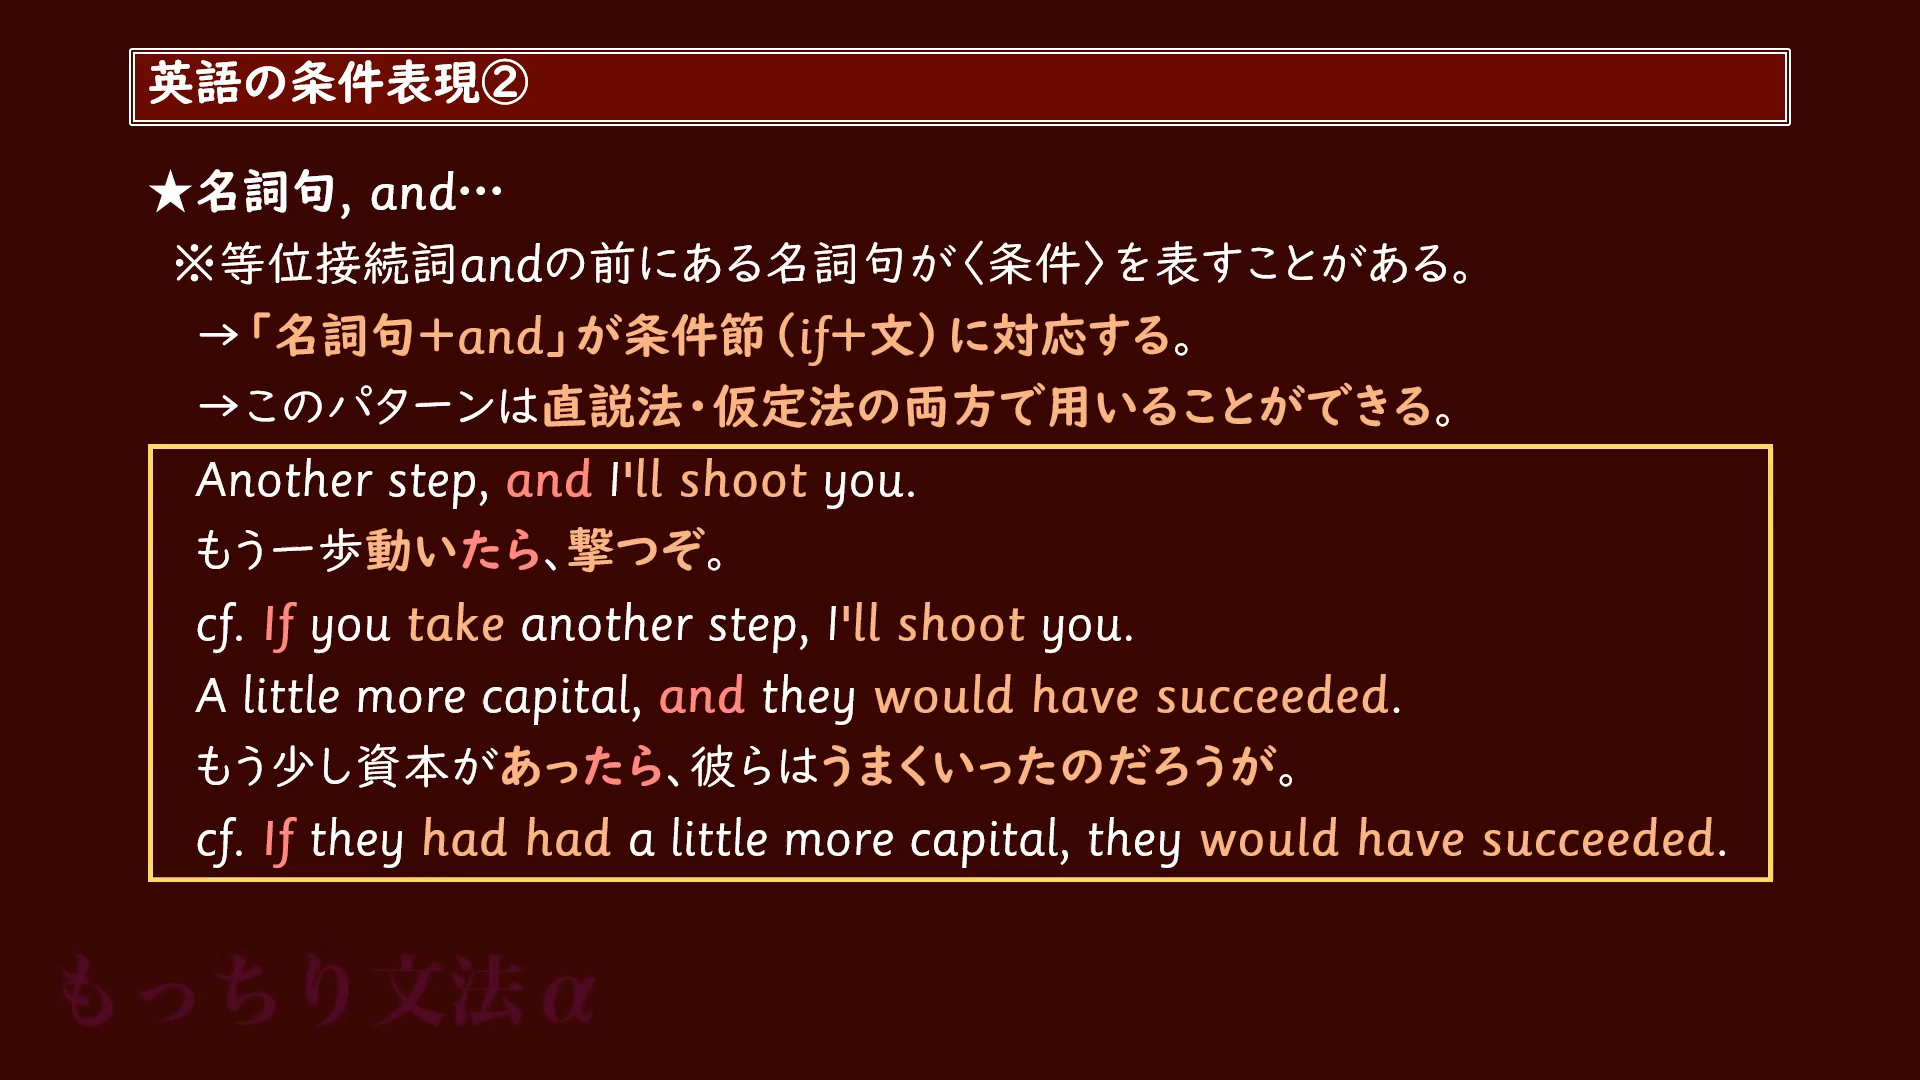 英語の条件表現②
★名詞句, and…
※等位接続詞andの前にある名詞句が〈条件〉を表すことがある。
→「名詞句＋and」が条件節（if＋文）に対応する。
→このパターンは直説法・仮定法の両方で用いることができる。
Another step, and I'll shoot you.
もう一歩動いたら、撃つぞ。
cf. If you take another step, I'll shoot you.
A little more capital, and they would have succeeded.
もう少し資本があったら、彼らはうまくいったのだろうが。
cf. If they had had a little more capital, they would have succeeded.
もっちり文法α